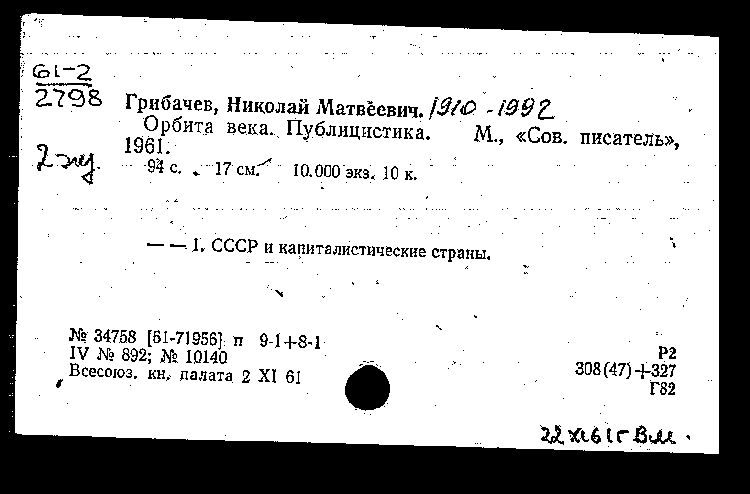 61-2
2798
Грибачев, Николай Матвеевич. 1910-1992
Орбита века. Публицистика. М., «Сов. писатель»,
1961.
2 экз.
94 с. 17 см. 10.000 экз. 10 к.
— — 1. СССР и капиталистические страны.
№ 34758 [61-71956] п 9-1+8-1
IV № 892; № 10140
Всесоюз. кн. палата 2 XI 61
Р2
308(47)+327
Г82
22 XI 61 г